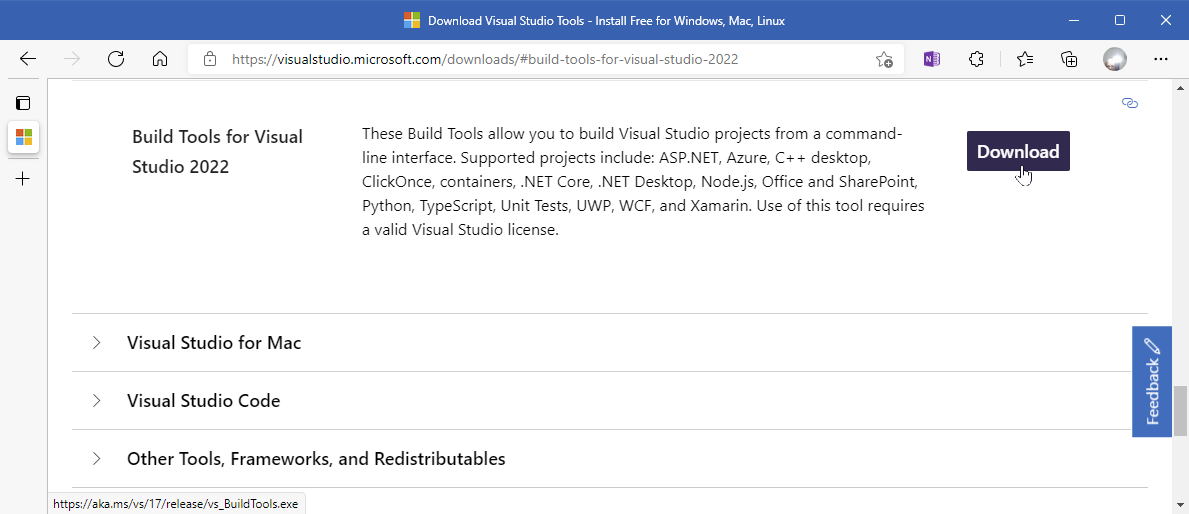 Download Visual Studio Tools - Install Free for Windows, Mac, Linux
https://visualstudio.microsoft.com/downloads/#build-tools-for-visual-studio-2022
Build Tools for Visual
Studio 2022
These Build Tools allow you to build Visual Studio projects from a command-
line interface. Supported projects include: ASP.NET, Azure, C++ desktop,
ClickOnce, containers, .NET Core, .NET Desktop, Node.js, Office and SharePoint,
Python, TypeScript, Unit Tests, UWP, WCF, and Xamarin. Use of this tool requires
a valid Visual Studio license.
Download
Visual Studio for Mac
Visual Studio Code
Other Tools, Frameworks, and Redistributables
Feedback
https://aka.ms/vs/17/release/vs_BuildTools.exe